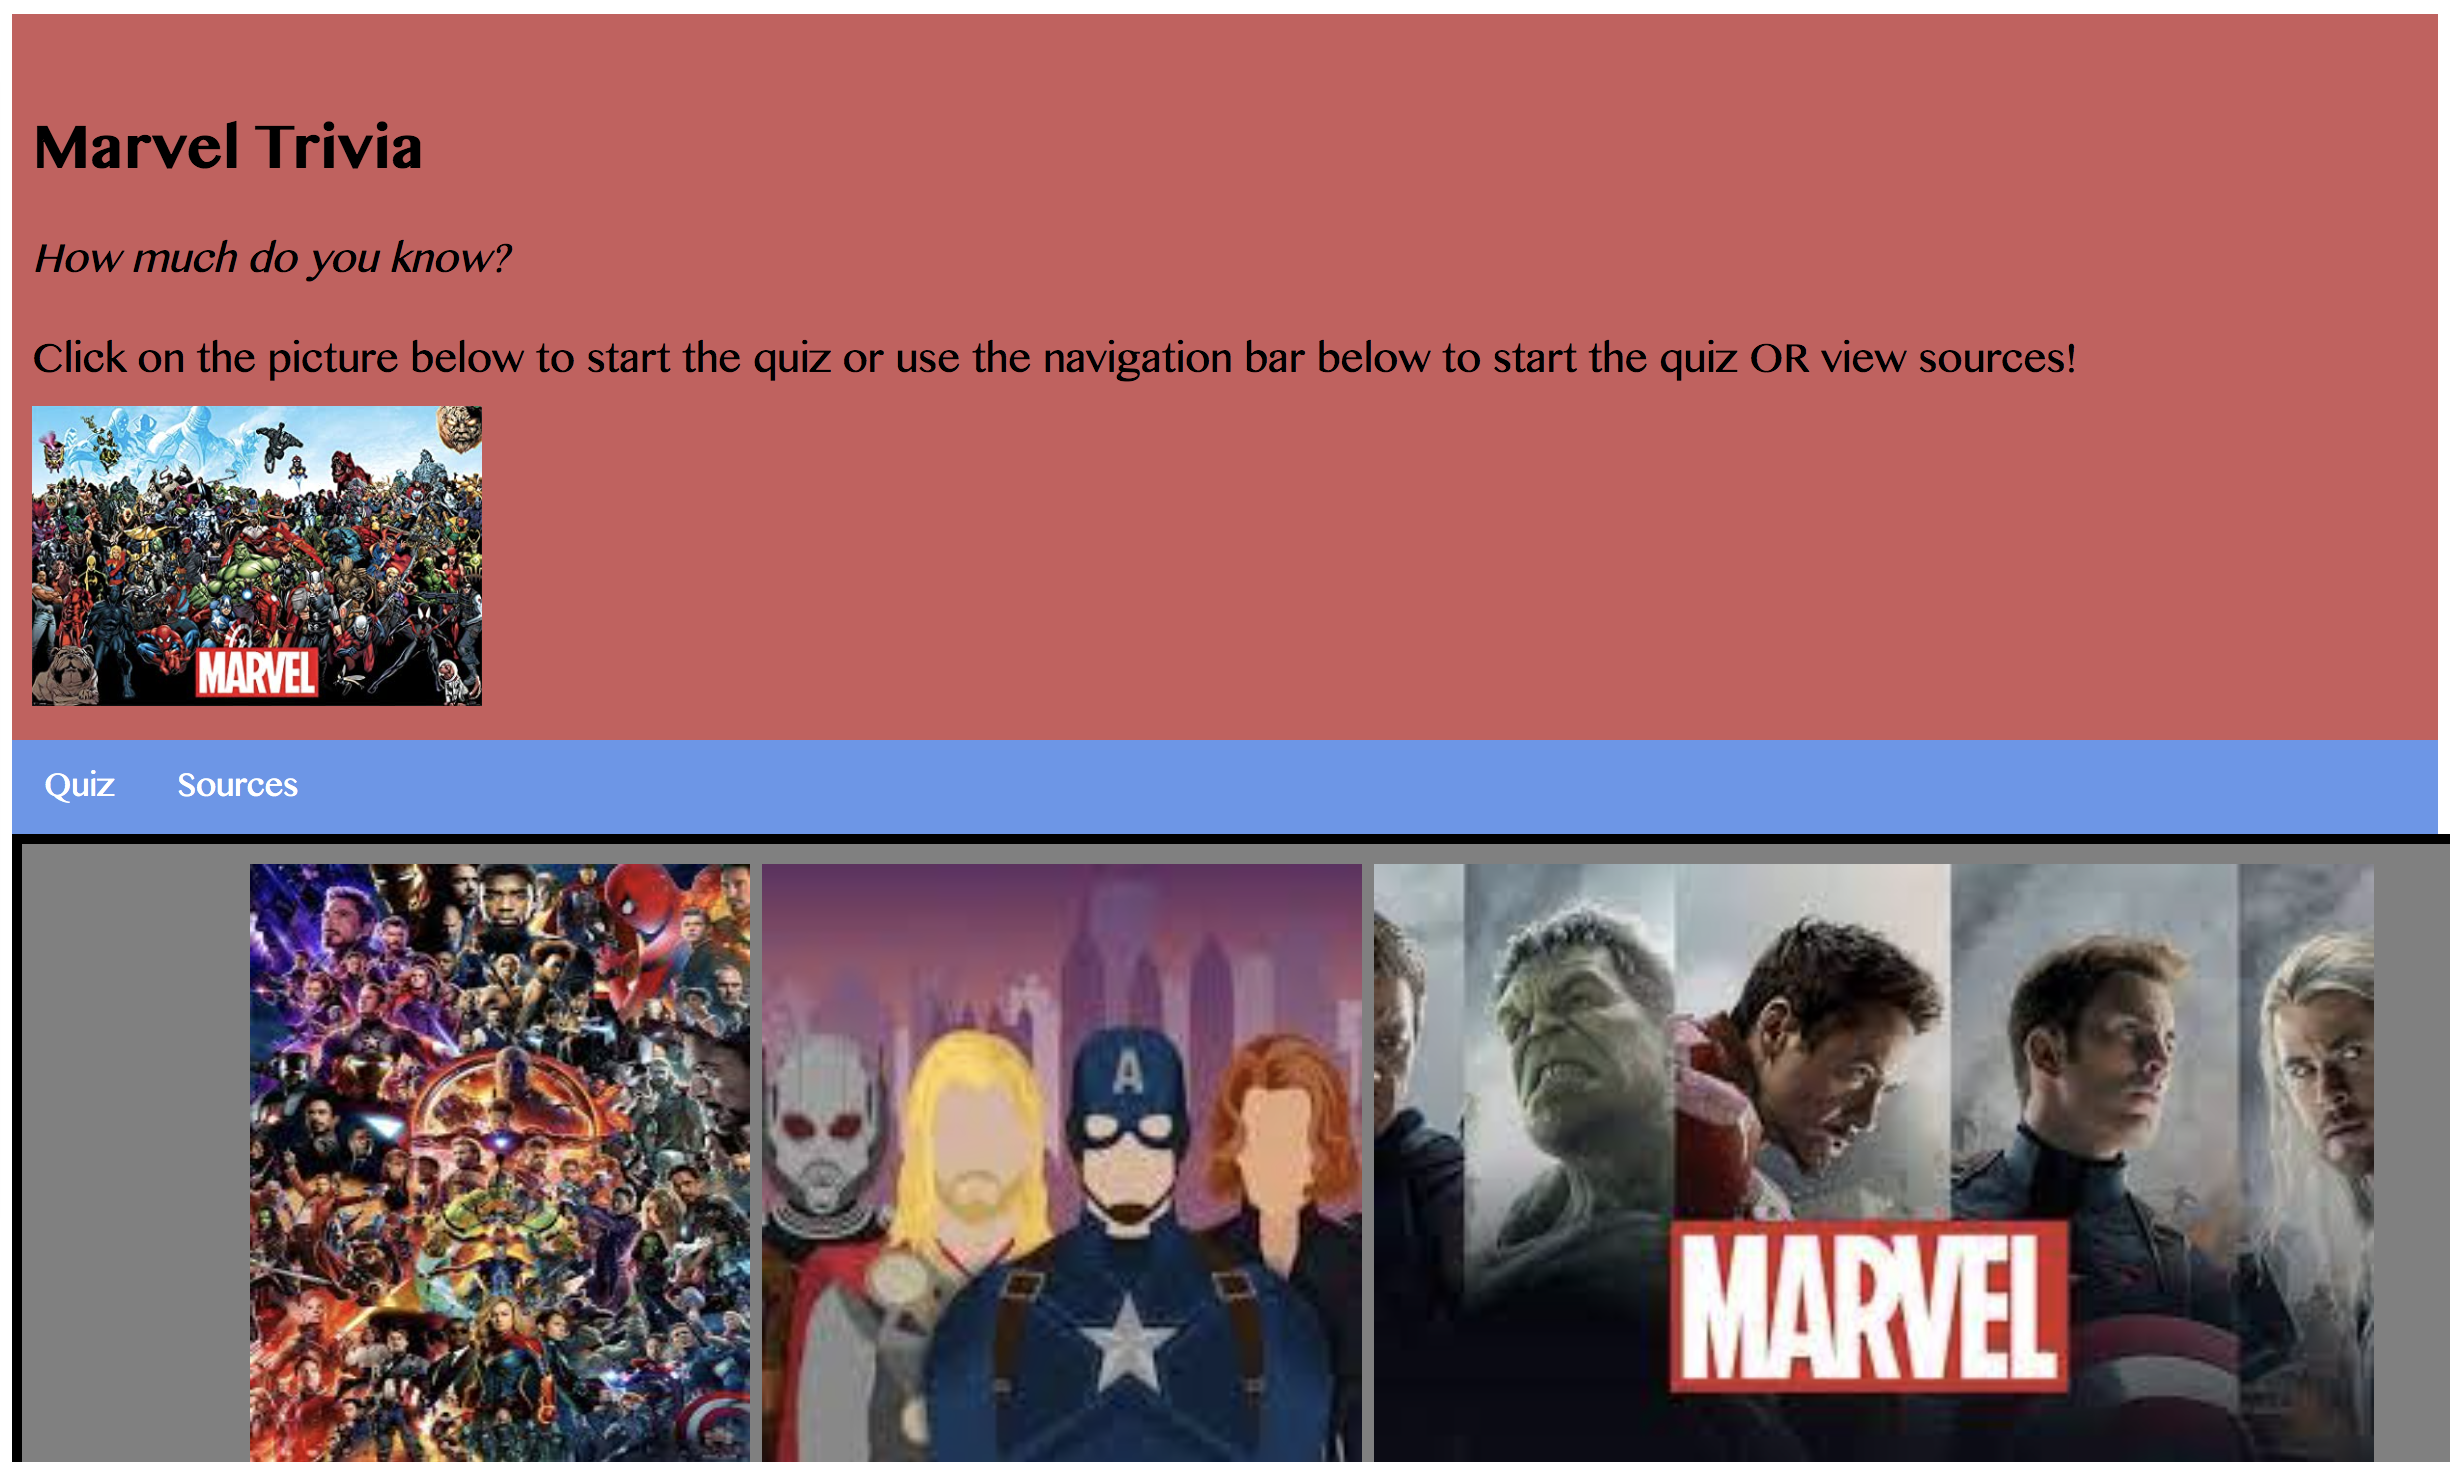 Marvel Trivia
How much do you know?
Click on the picture below to start the quiz or use the navigation bar below to start the quiz OR view sources!
MARVEL
Quiz Sources
A
MARVEL